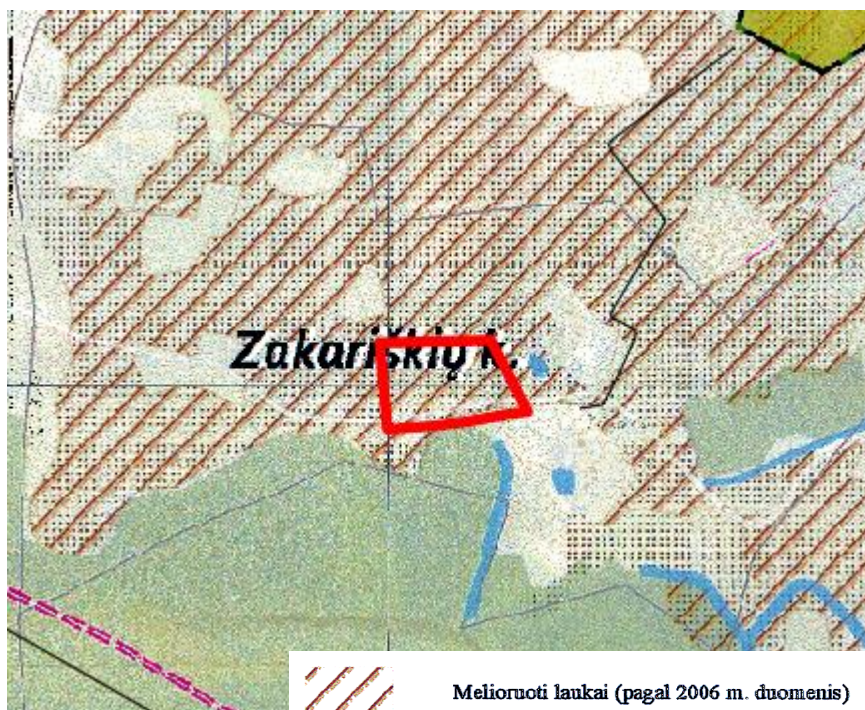 Zakariškių k.
Melioruoti laukai (pagal 2006 m. duomenis)